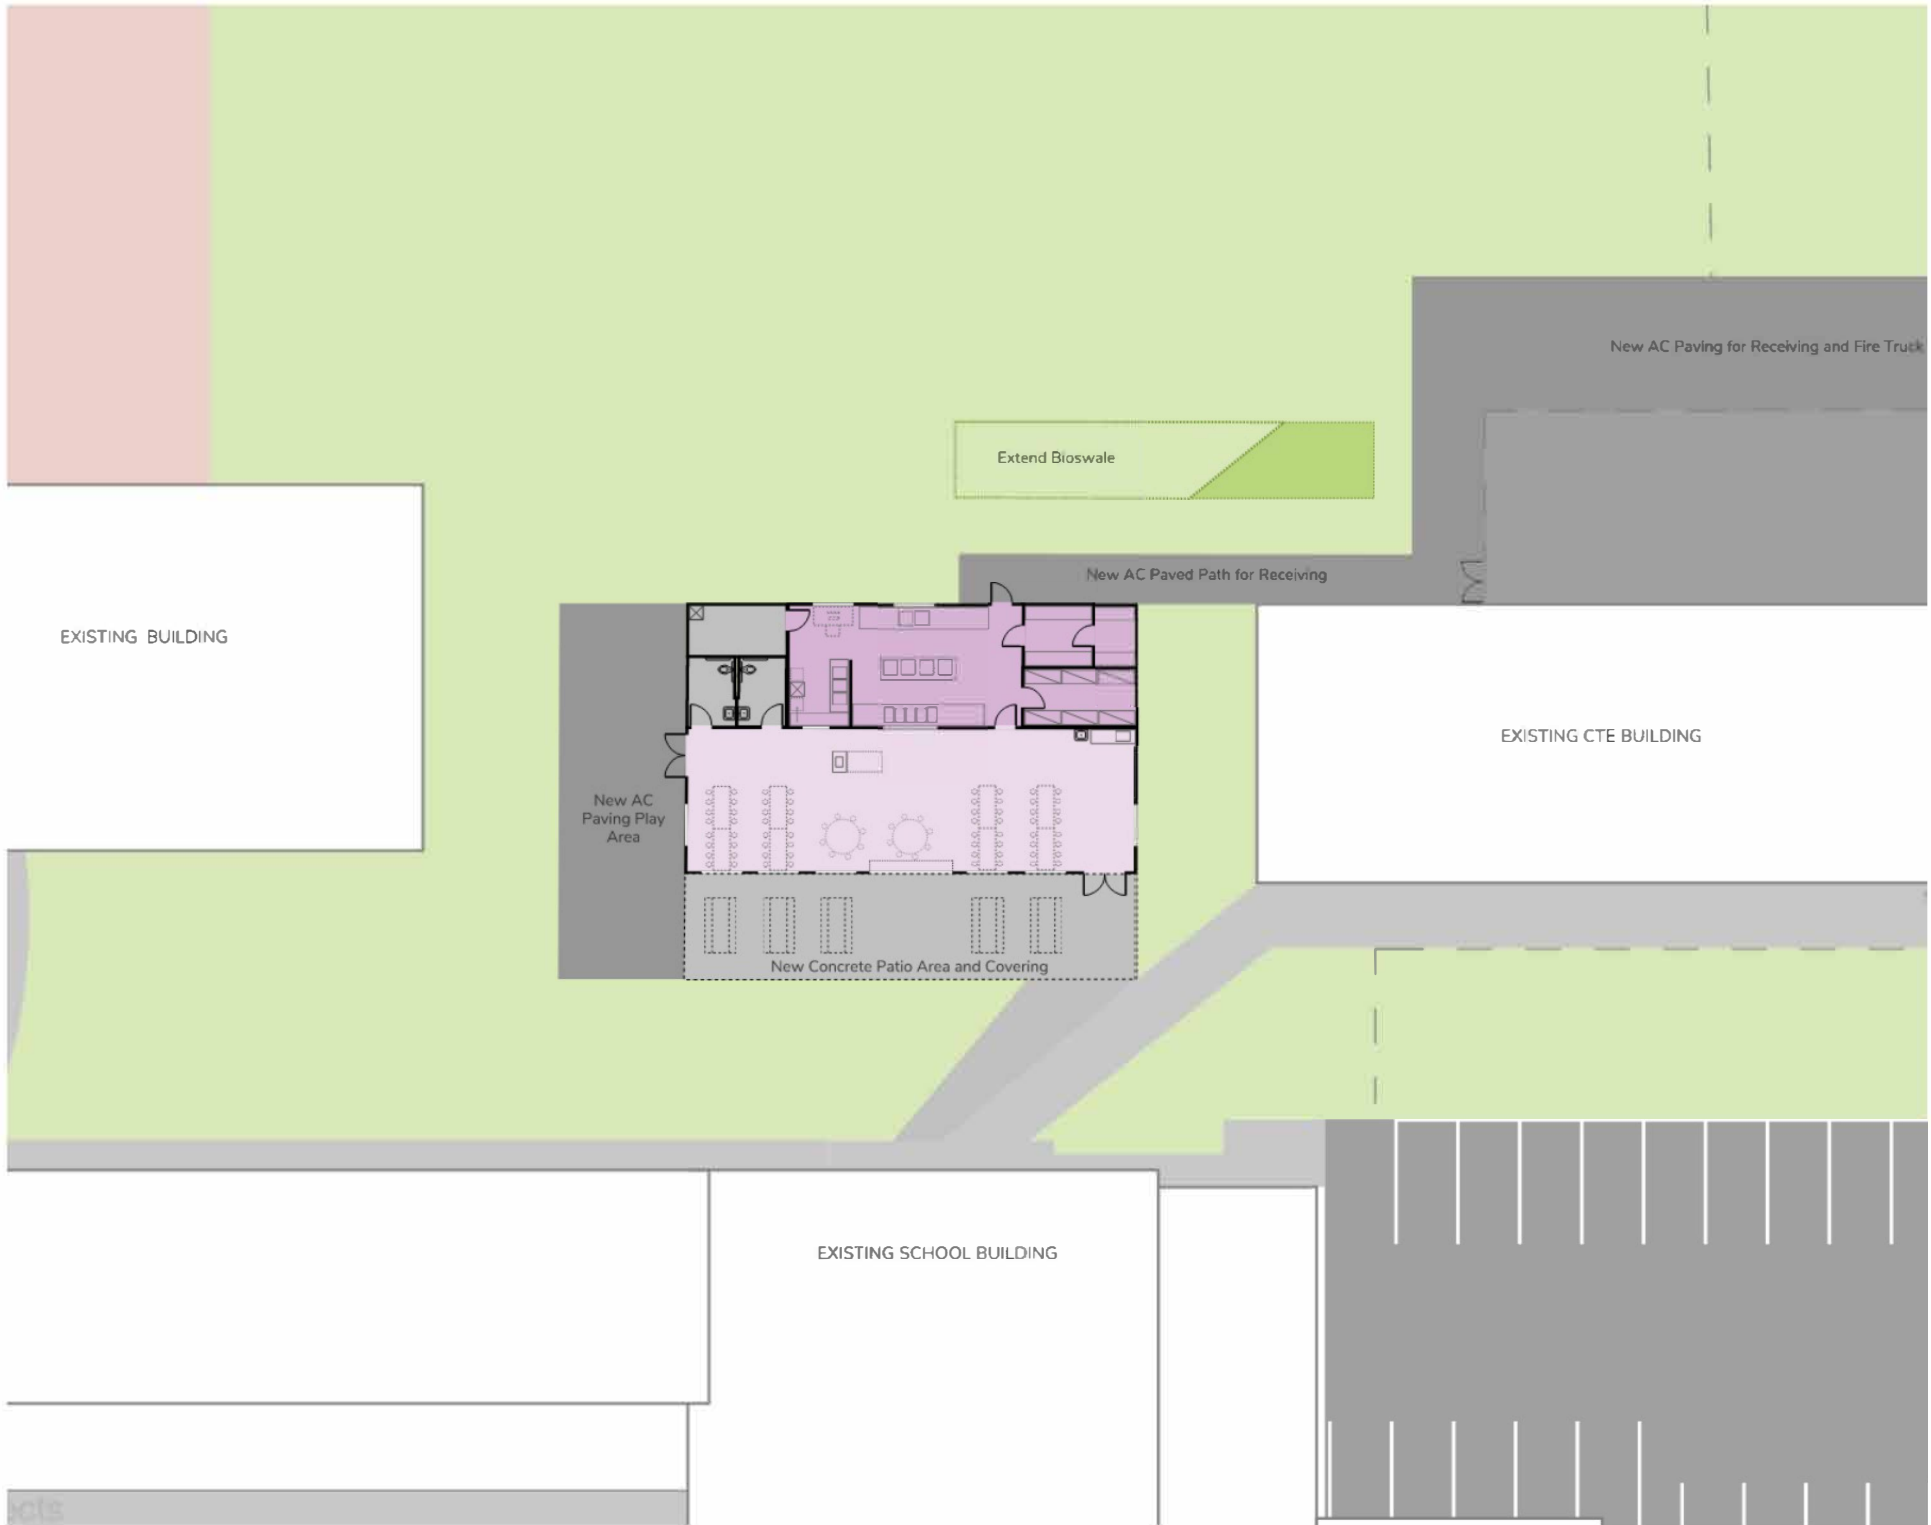 New AC Paving for Receiving and Fire Truck
Extend Bioswale
New AC Paved Path for Receiving
EXISTING BUILDING
EXISTING CTE BUILDING
New AC
Paving Play
Area
New Concrete Patio Area and Covering
EXISTING SCHOOL BUILDING